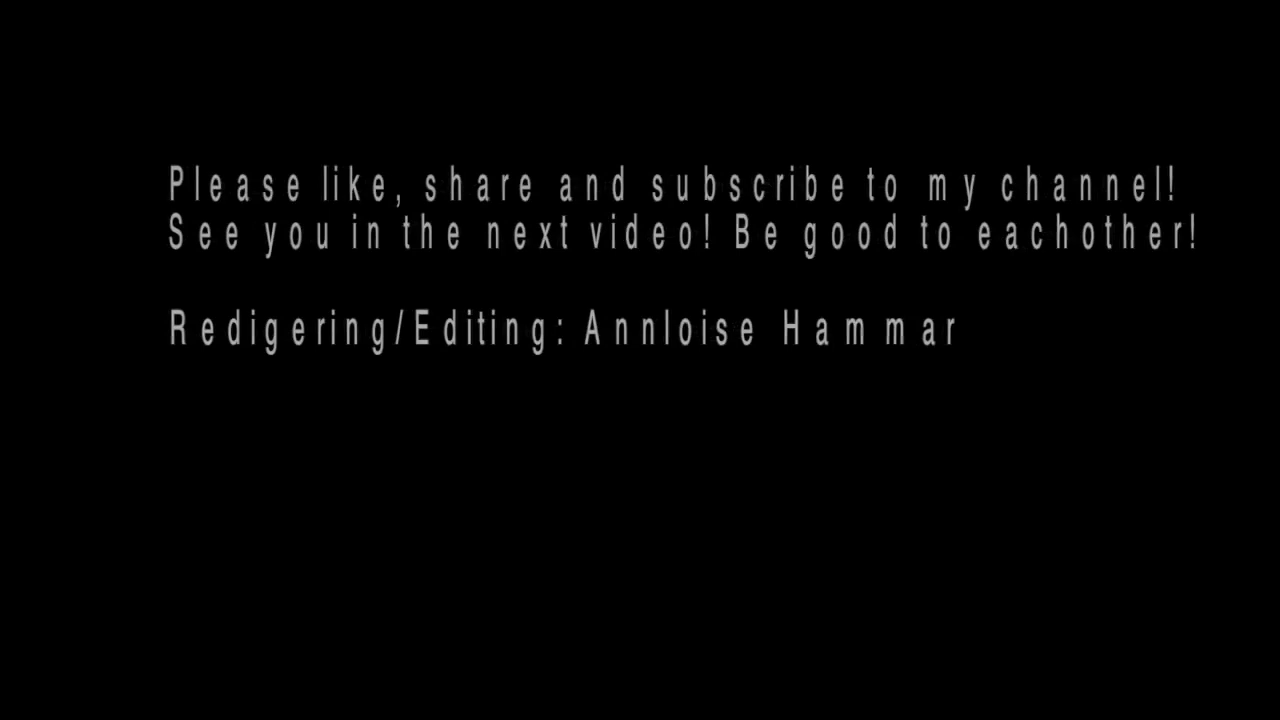 Please like, share and subscribe to my channel!
See you in the next video! Be good to eachother!
Redigering/Editing: Annloise Hammar